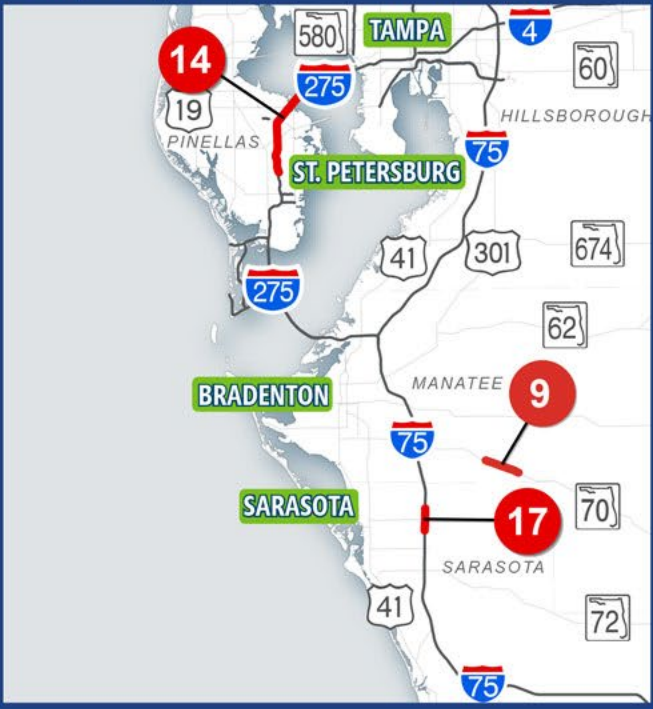 580
TAMPA
4
14
60
275
19
HILLSBOROUGH
PINELLAS
75
ST. PETERSBURG
41
301
674
275
62
MANATEE
9
BRADENTON
75
SARASOTA
70
17
SARASOTA
41
72
75